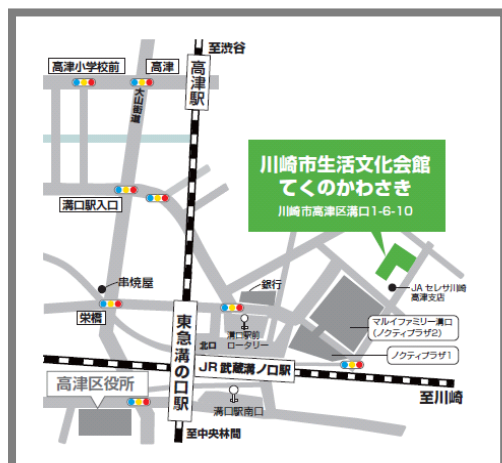 至渋谷
高津小学校前
高津
高津駅
大山街道
川崎市生活文化会館
てくのかわさき
川崎市高津区溝口1-6-10
溝口駅入口
串焼屋
銀行
JA セレサ川崎
高津支店
栄橋
溝口駅前
ロータリー
マルイファミリー溝口
(ノクティプラザ2)
北口
東急溝の口駅
ノクティプラザ1
JR 武蔵溝ノ口駅
高津区役所
至川崎
溝口駅南口
至中央林間